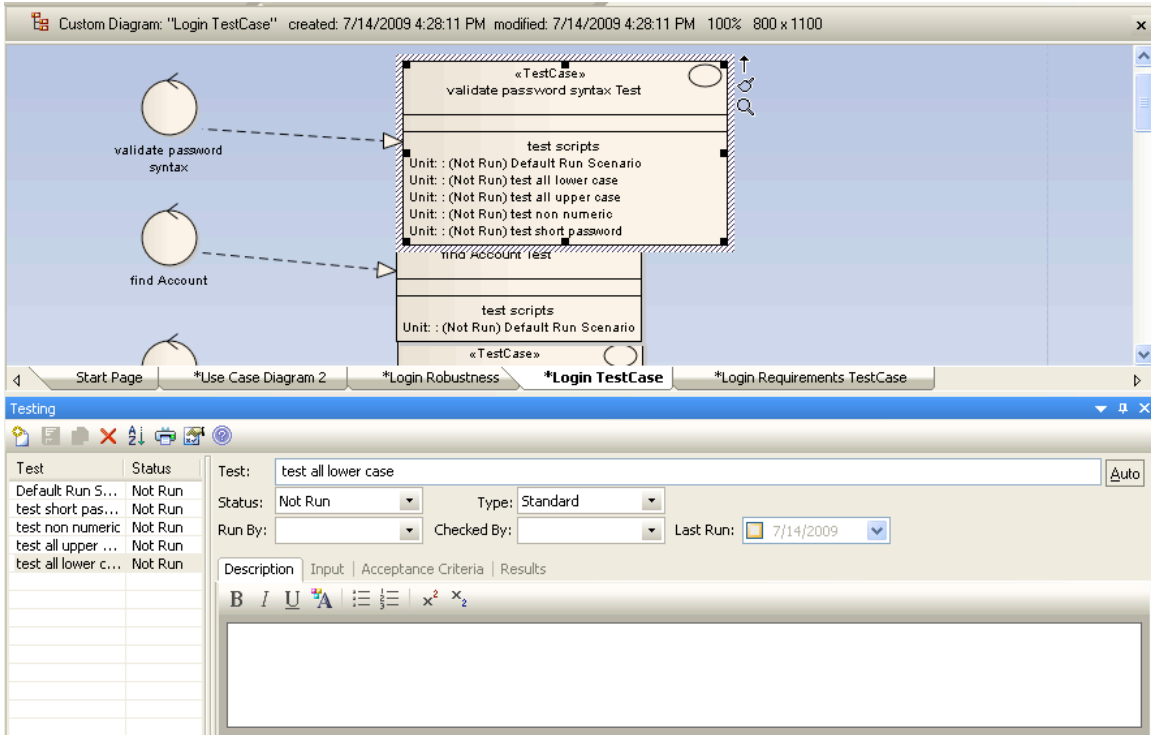 Custom Diagram: "Login TestCase" created: 7/14/2009 4:28:11 PM modified: 7/14/2009 4:28:11 PM 100% 800 x 1100
«TestCase»
validate password syntax Test
test scripts
Unit: : (Not Run) Default Run Scenario
Unit: : (Not Run) test all lower case
Unit: : (Not Run) test all upper case
Unit: : (Not Run) test non numeric
Unit: : (Not Run) test short password
validate password
syntax
find Account Test
find Account
test scripts
Unit: : (Not Run) Default Run Scenario
«TestCase»
Start Page *Use Case Diagram 2 *Login Robustness *Login TestCase *Login Requirements TestCase
Testing
Test Status
Default Run S... Not Run
test short pas... Not Run
test non numeric Not Run
test all upper ... Not Run
test all lower c... Not Run
Test: test all lower case Auto
Status: Not Run Type: Standard
Run By: Checked By: Last Run: 7/14/2009
Description Input Acceptance Criteria Results
B I U A x² x₂